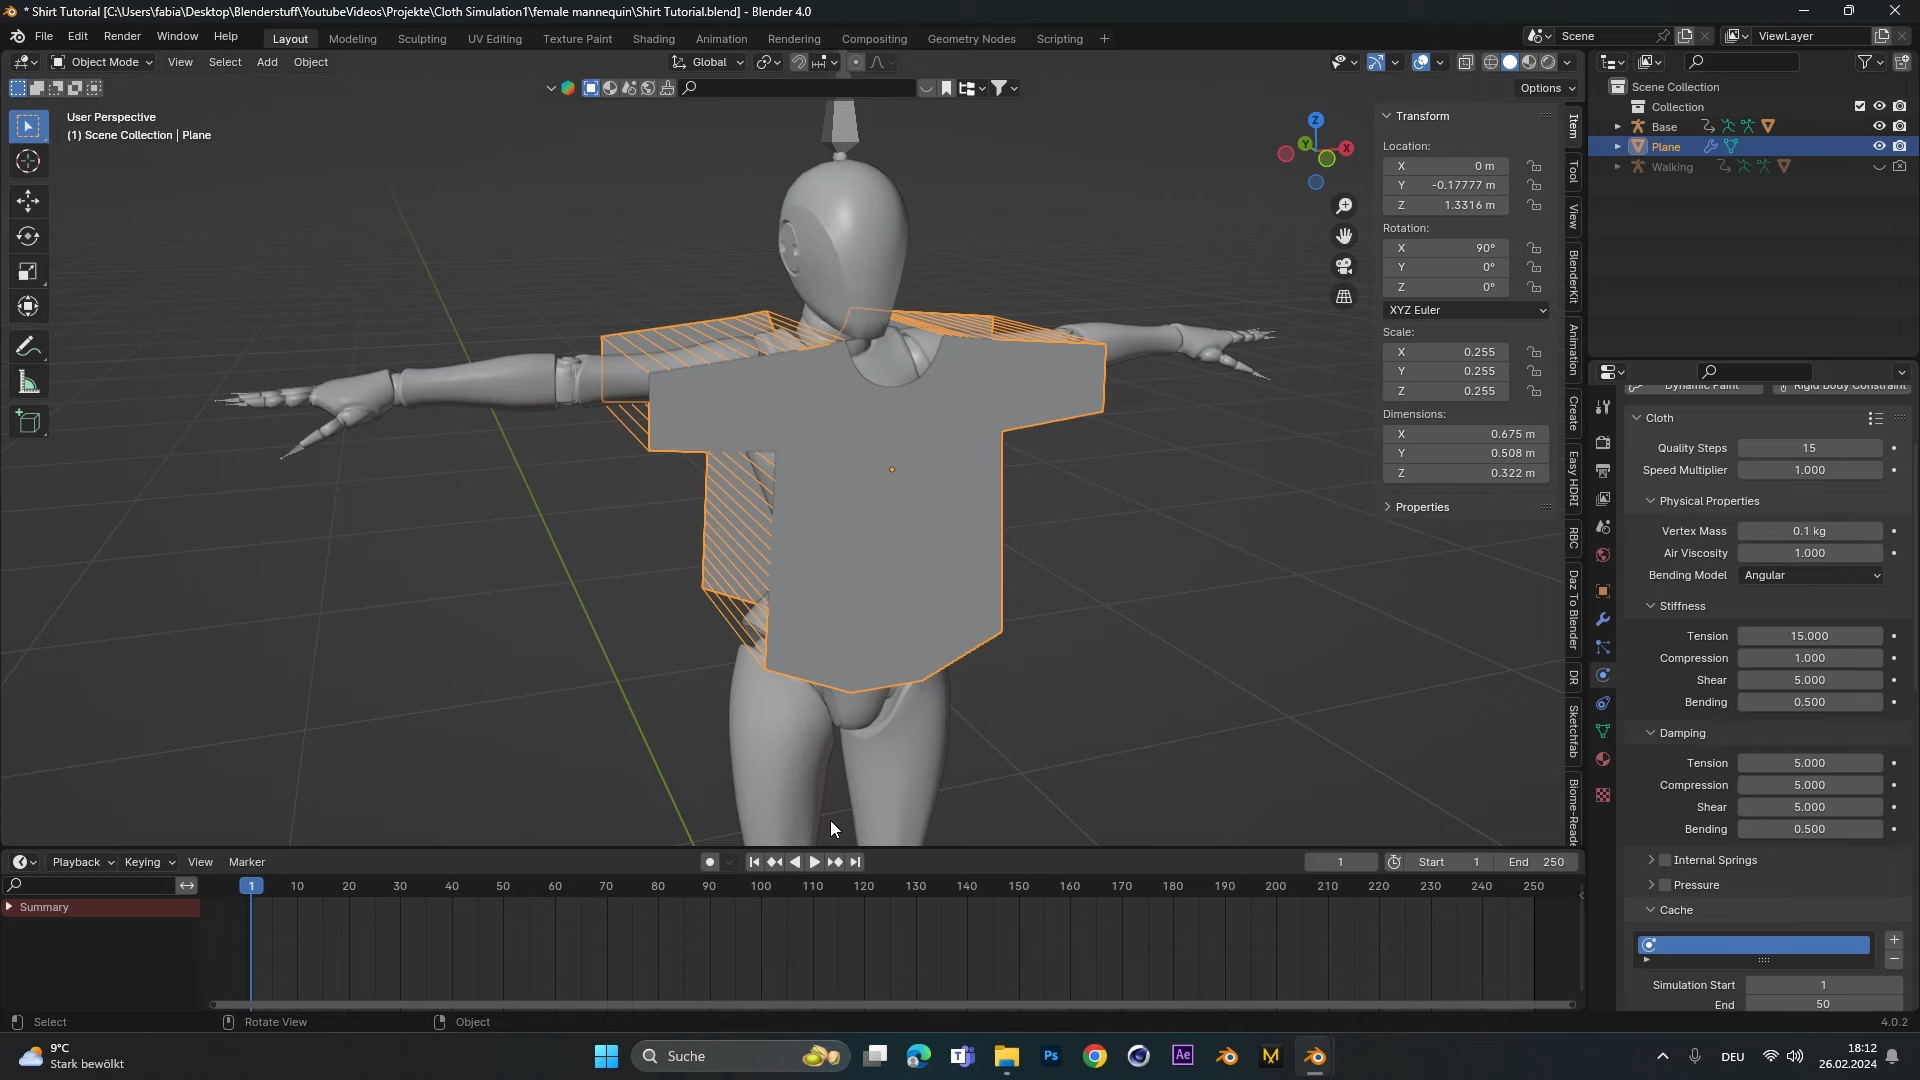 * Shirt Tutorial [C:\Users\fabia\Desktop\Blenderstuff\YoutubeVideos\Projekte\Cloth Simulation1\female mannequin\Shirt Tutorial.blend] - Blender 4.0
File Edit Render Window Help Layout Modeling Sculpting UV Editing Texture Paint Shading Animation Rendering Compositing Geometry Nodes Scripting + Scene ViewLayer
Object Mode View Select Add Object Global
Options
User Perspective
(1) Scene Collection | Plane
Z
Y
X
Transform
Location:
X 0 m
Y -0.17777 m
Z 1.3316 m
Rotation:
X 90°
Y 0°
Z 0°
XYZ Euler
Scale:
X 0.255
Y 0.255
Z 0.255
Dimensions:
X 0.675 m
Y 0.508 m
Z 0.322 m
Properties
Item
Tool
View
BlenderKit
Animation
Create
Easy HDRI
RBC
Daz To Blender
DR
Sketchfab
Biome-Reade
Scene Collection
Collection
Base
Plane
Walking
Dynamic Paint Rigid Body Constraint
Cloth
Quality Steps 15
Speed Multiplier 1.000
Physical Properties
Vertex Mass 0.1 kg
Air Viscosity 1.000
Bending Model Angular
Stiffness
Tension 15.000
Compression 1.000
Shear 5.000
Bending 0.500
Damping
Tension 5.000
Compression 5.000
Shear 5.000
Bending 0.500
Internal Springs
Pressure
Cache
Simulation Start 1
End 50
Playback Keying View Marker 1 Start 1 End 250
1 10 20 30 40 50 60 70 80 90 100 110 120 130 140 150 160 170 180 190 200 210 220 230 240 250
Summary
Select Rotate View Object 4.0.2
9°C
Stark bewölkt
Suche
Ps
Ae
M
DEU
18:12
26.02.2024